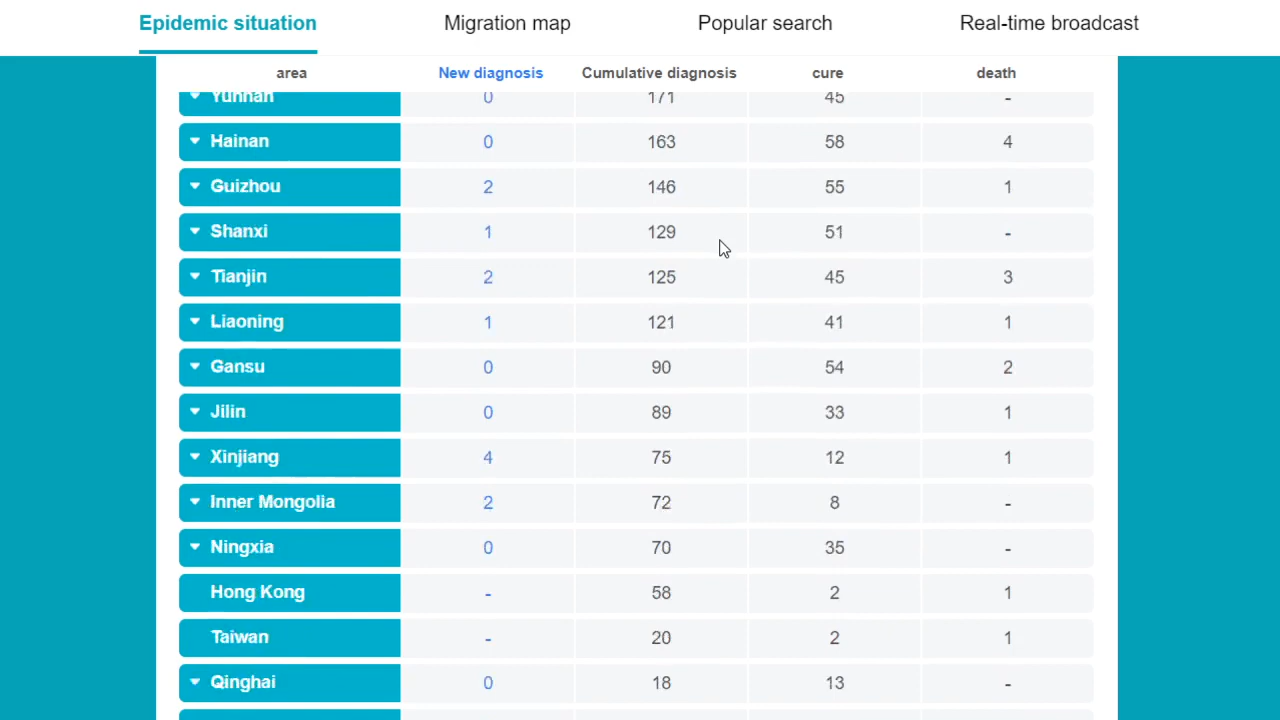 Epidemic situation Migration map Popular search Real-time broadcast
area New diagnosis Cumulative diagnosis cure death
Yunnan 0 171 45 -
Hainan 0 163 58 4
Guizhou 2 146 55 1
Shanxi 1 129 51 -
Tianjin 2 125 45 3
Liaoning 1 121 41 1
Gansu 0 90 54 2
Jilin 0 89 33 1
Xinjiang 4 75 12 1
Inner Mongolia 2 72 8 -
Ningxia 0 70 35 -
Hong Kong - 58 2 1
Taiwan - 20 2 1
Qinghai 0 18 13 -